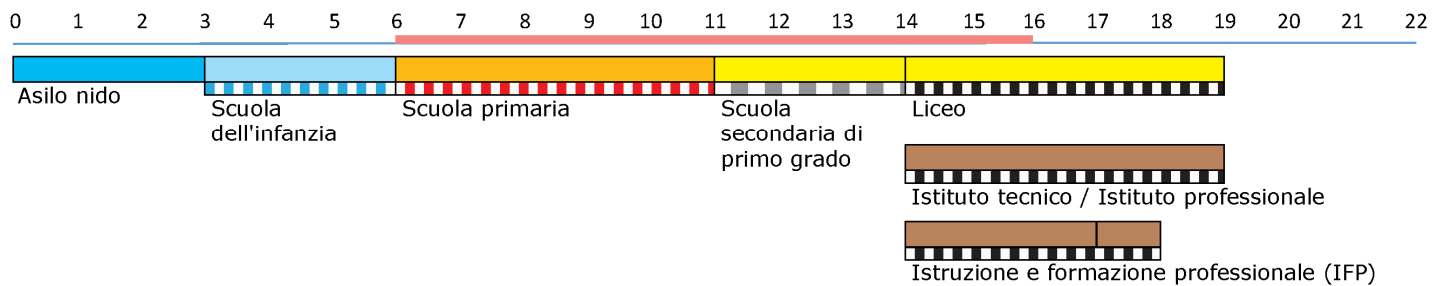 0 1 2 3 4 5 6 7 8 9 10 11 12 13 14 15 16 17 18 19 20 21 22
Asilo nido
Scuola
dell'infanzia
Scuola primaria
Scuola
secondaria di
primo grado
Liceo
Istituto tecnico / Istituto professionale
Istruzione e formazione professionale (IFP)